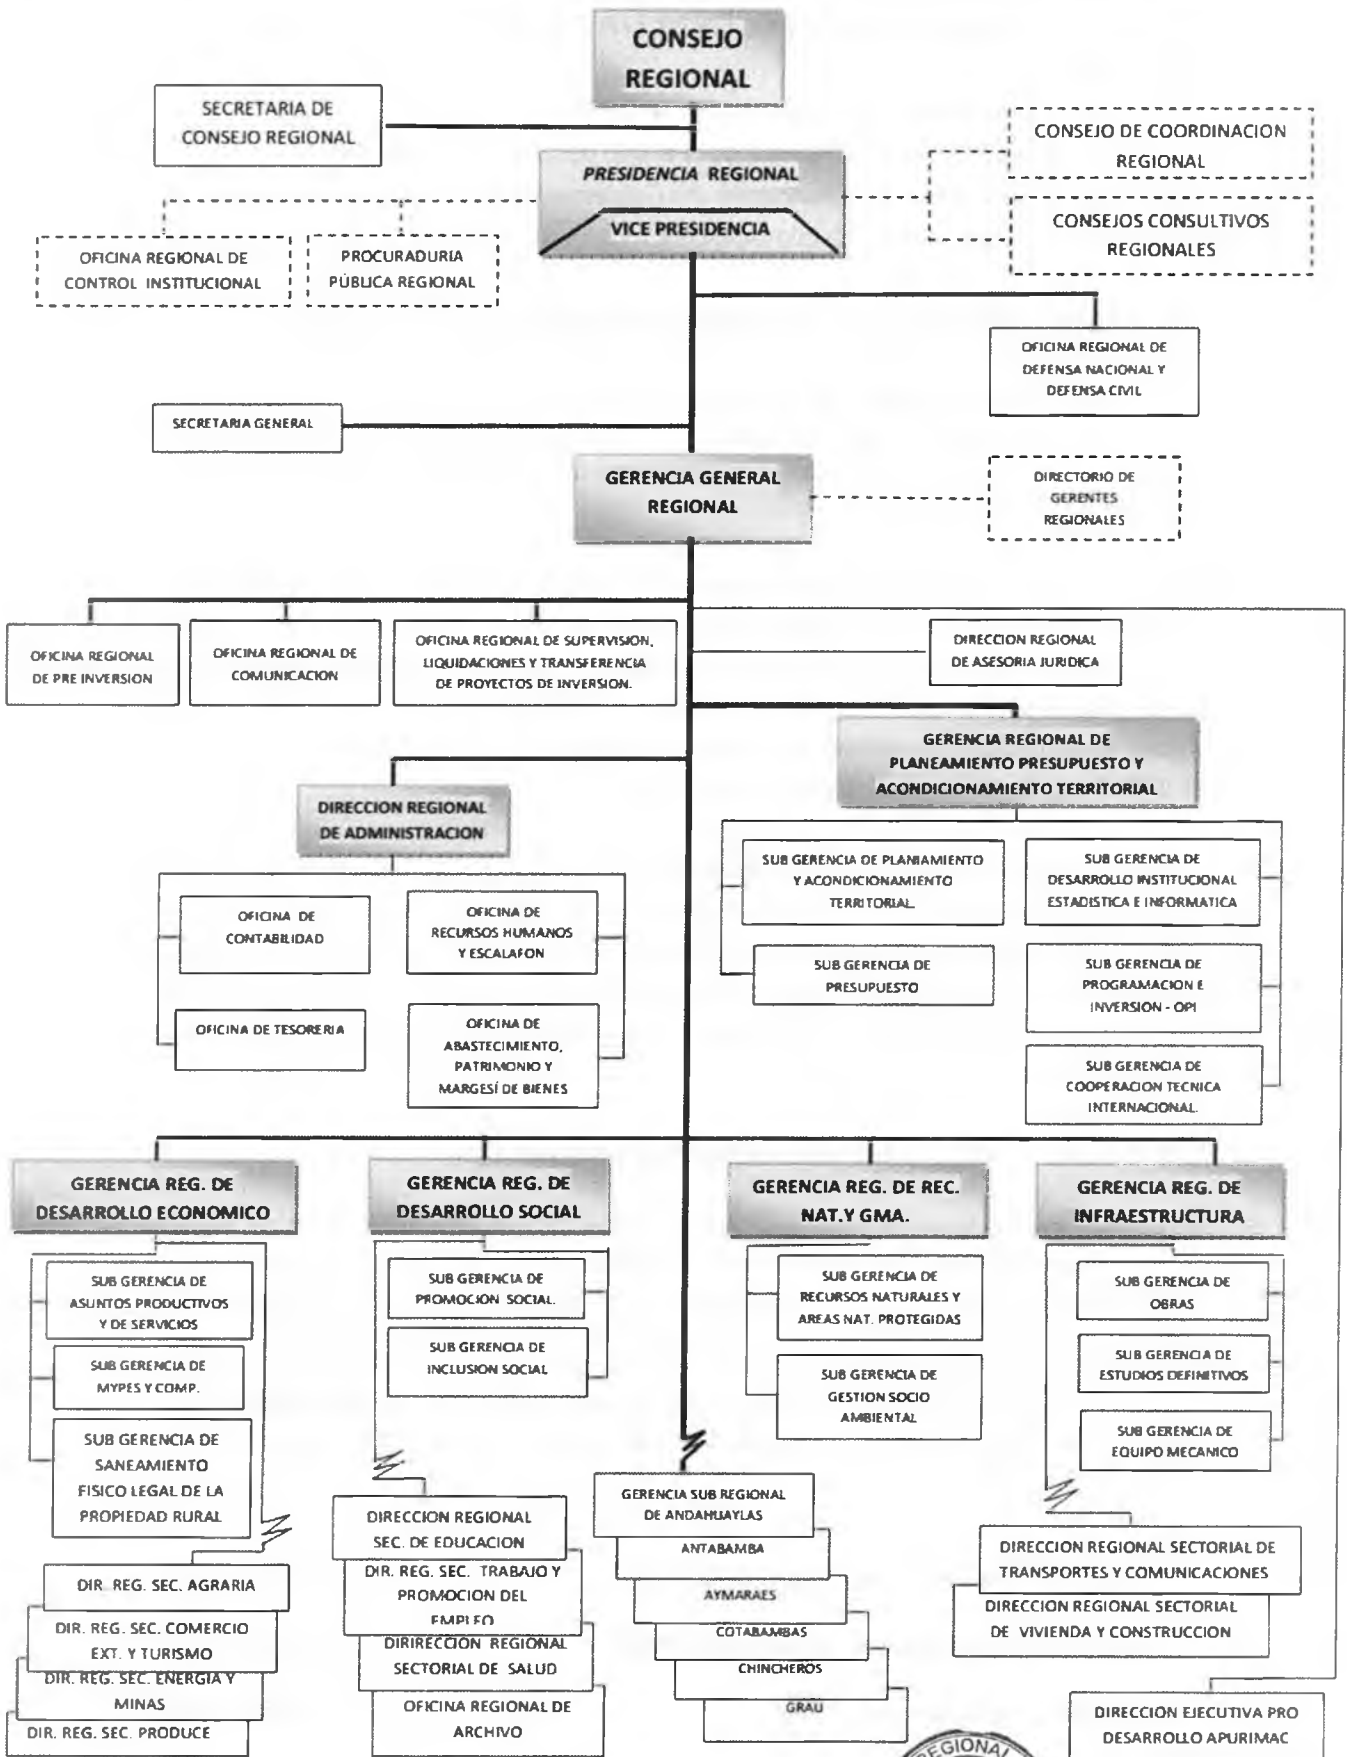 CONSEJO
REGIONAL
SECRETARIA DE
CONSEJO REGIONAL
CONSEJO DE COORDINACION
REGIONAL
PRESIDENCIA REGIONAL
VICE PRESIDENCIA
CONSEJOS CONSULTIVOS
REGIONALES
OFICINA REGIONAL DE
CONTROL INSTITUCIONAL
PROCURADURIA
PÚBLICA REGIONAL
OFICINA REGIONAL DE
DEFENSA NACIONAL Y
DEFENSA CIVIL
SECRETARIA GENERAL
GERENCIA GENERAL
REGIONAL
DIRECTORIO DE
GERENTES
REGIONALES
OFICINA REGIONAL
DE PRE INVERSION
OFICINA REGIONAL DE
COMUNICACION
OFICINA REGIONAL DE SUPERVISION,
LIQUIDACIONES Y TRANSFERENCIA
DE PROYECTOS DE INVERSION.
DIRECCION REGIONAL
DE ASESORIA JURIDICA
GERENCIA REGIONAL DE
PLANEAMIENTO PRESUPUESTO Y
ACONDICIONAMIENTO TERRITORIAL
DIRECCION REGIONAL
DE ADMINISTRACION
OFICINA DE
CONTABILIDAD
OFICINA DE
RECURSOS HUMANOS
Y ESCALAFON
OFICINA DE TESORERIA
OFICINA DE
ABASTECIMIENTO,
PATRIMONIO Y
MARGESÍ DE BIENES
SUB GERENCIA DE PLANIAMIENTO
Y ACONDICIONAMIENTO
TERRITORIAL.
SUB GERENCIA DE
DESARROLLO INSTITUCIONAL
ESTADISTICA E INFORMATICA
SUB GERENCIA DE
PRESUPUESTO
SUB GERENCIA DE
PROGRAMACION E
INVERSION - OPI
SUB GERENCIA DE
COOPERACION TECNICA
INTERNACIONAL.
GERENCIA REG. DE
DESARROLLO ECONOMICO
GERENCIA REG. DE
DESARROLLO SOCIAL
GERENCIA REG. DE REC.
NAT.Y GMA.
GERENCIA REG. DE
INFRAESTRUCTURA
SUB GERENCIA DE
ASUNTOS PRODUCTIVOS
Y DE SERVICIOS
SUB GERENCIA DE
MYPES Y COMP.
SUB GERENCIA DE
SANEAMIENTO
FISICO LEGAL DE LA
PROPIEDAD RURAL
SUB GERENCIA DE
PROMOCION SOCIAL.
SUB GERENCIA DE
INCLUSION SOCIAL
SUB GERENCIA DE
RECURSOS NATURALES Y
AREAS NAT. PROTEGIDAS
SUB GERENCIA DE
GESTION SOCIO
AMBIENTAL
SUB GERENCIA DE
OBRAS
SUB GERENCIA DE
ESTUDIOS DEFINITIVOS
SUB GERENCIA DE
EQUIPO MECANICO
DIR. REG. SEC. AGRARIA
DIR. REG. SEC. COMERCIO
EXT. Y TURISMO
DIR. REG. SEC. ENERGIA Y
MINAS
DIR. REG. SEC. PRODUCE
DIRECCION REGIONAL
SEC. DE EDUCACION
DIR. REG. SEC. TRABAJO Y
PROMOCION DEL
EMPLEO
DIRIRECCION REGIONAL
SECTORIAL DE SALUD
OFICINA REGIONAL DE
ARCHIVO
GERENCIA SUB REGIONAL
DE ANDAHUAYLAS
ANTABAMBA
AYMARAES
COTABAMBAS
CHINCHEROS
GRAU
DIRECCION REGIONAL SECTORIAL DE
TRANSPORTES Y COMUNICACIONES
DIRECCION REGIONAL SECTORIAL
DE VIVIENDA Y CONSTRUCCION
DIRECCION EJECUTIVA PRO
DESARROLLO APURIMAC
REGIONAL